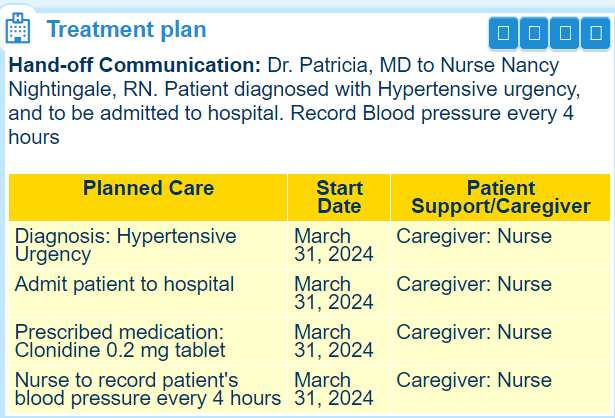 Treatment plan
Hand-off Communication: Dr. Patricia, MD to Nurse Nancy
Nightingale, RN. Patient diagnosed with Hypertensive urgency,
and to be admitted to hospital. Record Blood pressure every 4
hours
Planned Care
Start
Date
Patient
Support/Caregiver
Diagnosis: Hypertensive
Urgency
March
31, 2024
Caregiver: Nurse
Admit patient to hospital
March
31, 2024
Caregiver: Nurse
Prescribed medication:
Clonidine 0.2 mg tablet
March
31, 2024
Caregiver: Nurse
Nurse to record patient's
blood pressure every 4 hours
March
31, 2024
Caregiver: Nurse